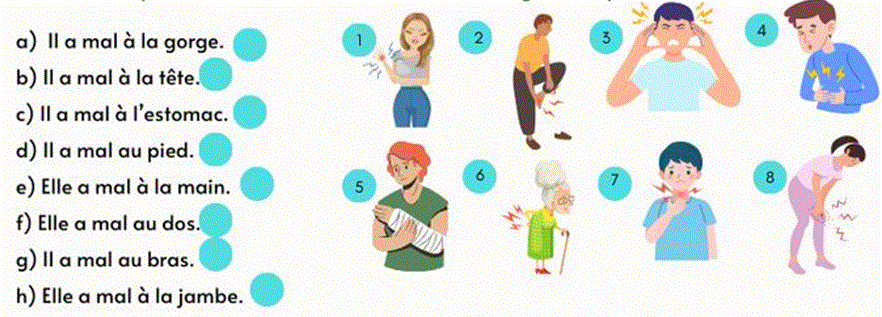 a) Il a mal à la gorge.
b) Il a mal à la tête.
c) Il a mal à l'estomac.
d) Il a mal au pied.
e) Elle a mal à la main.
f) Elle a mal au dos.
g) Il a mal au bras.
h) Elle a mal à la jambe.
1
2
3
4
5
6
7
8